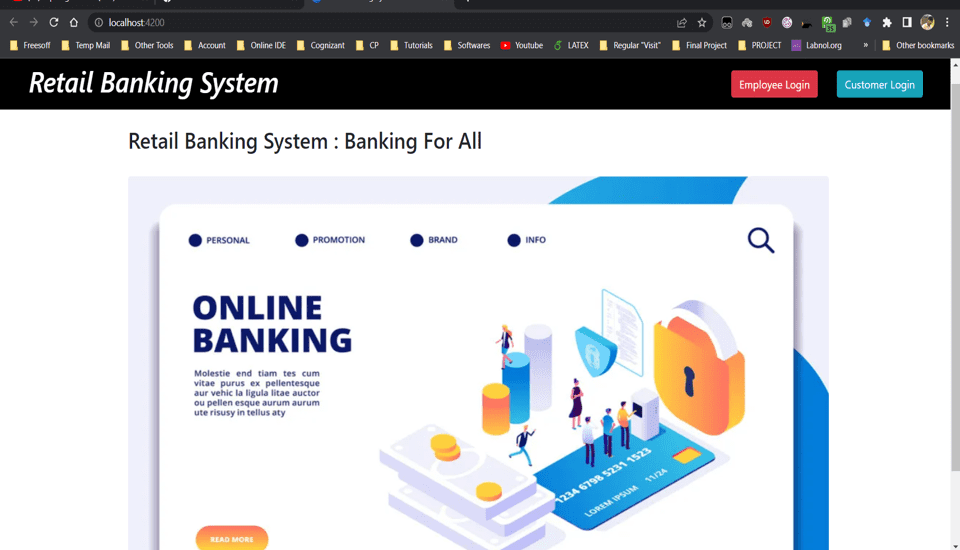 localhost:4200
Freesoff Temp Mail Other Tools Account Online IDE Cognizant CP Tutorials Softwares Youtube LATEX Regular "Visit" Final Project PROJECT Labnol.org » Other bookmarks
Retail Banking System
Employee Login
Customer Login
Retail Banking System : Banking For All
PERSONAL PROMOTION BRAND INFO
ONLINE
BANKING
Molestie end tiam tes cum
vitae purus ex pellentesque
aur vehic la ligula litae auctor
ou pellen esque aurum aurum
ute risusy in tellus aty
1234 6798 5231 1523
LOREM IPSUM 11/24
READ MORE